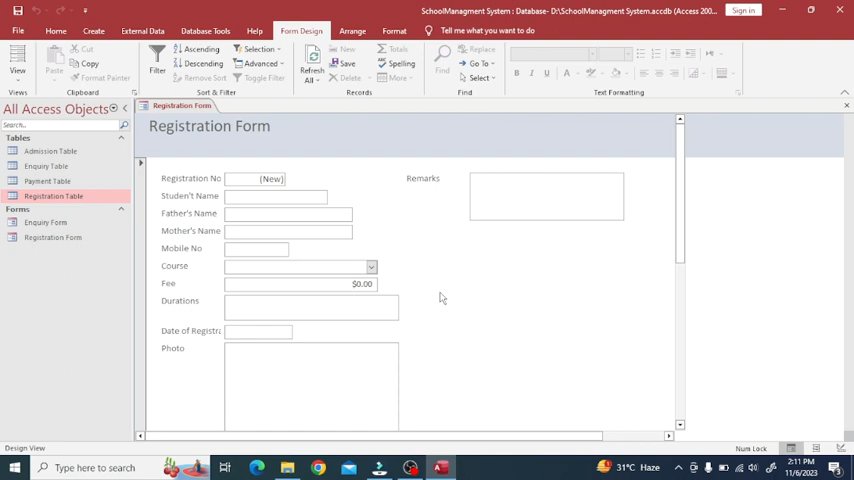 SchoolManagment System : Database- D:\SchoolManagment System.accdb (Access 200...
Sign in
File Home Create External Data Database Tools Help Form Design Arrange Format Tell me what you want to do
View
Views
Paste
Cut
Copy
Format Painter
Clipboard
Filter
Ascending
Descending
Remove Sort
Selection
Advanced
Toggle Filter
Sort & Filter
Refresh
All
New
Save
Delete
Totals
Spelling
More
Records
Find
Replace
Go To
Select
Find
B I U A
Text Formatting
All Access Objects
Search...
Tables
Admission Table
Enquiry Table
Payment Table
Registration Table
Forms
Enquiry Form
Registration Form
Registration Form
Registration Form
Registration No (New)
Student's Name
Father's Name
Mother's Name
Mobile No
Course
Fee $0.00
Durations
Date of Registra
Photo
Remarks
Design View
Num Lock
Type here to search
31°C Haze
2:11 PM
11/6/2023
3